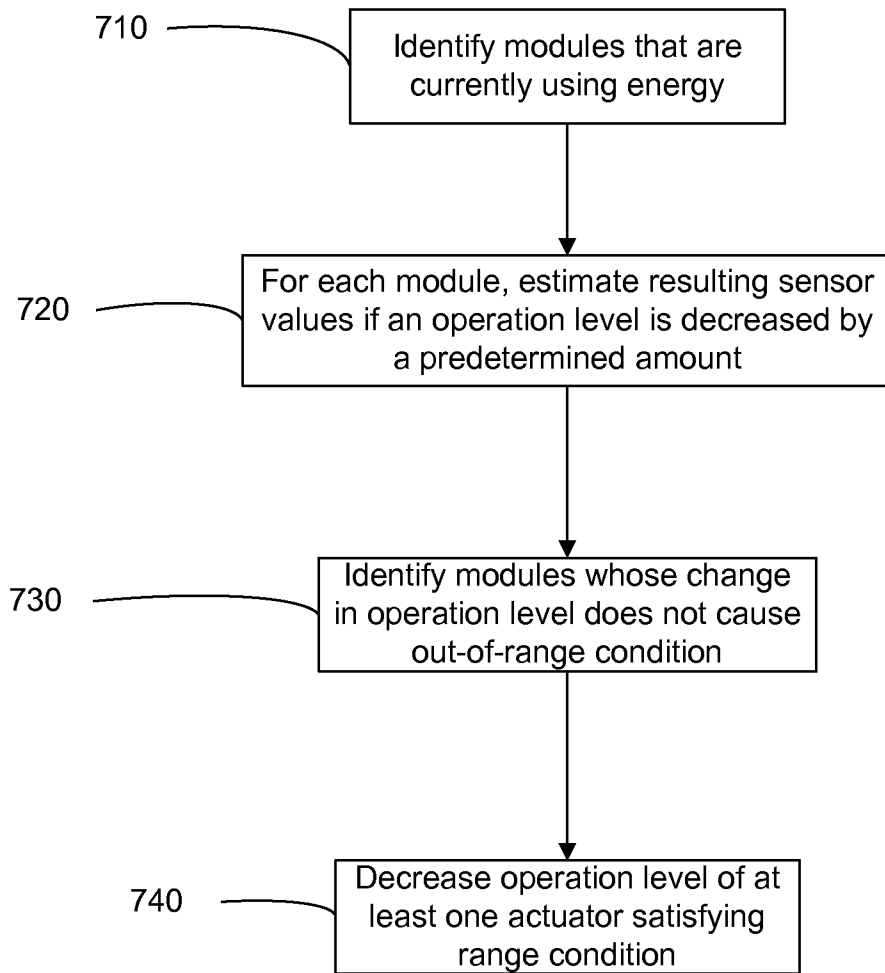 710
Identify modules that are
currently using energy
720
For each module, estimate resulting sensor
values if an operation level is decreased by
a predetermined amount
730
Identify modules whose change
in operation level does not cause
out-of-range condition
740
Decrease operation level of at
least one actuator satisfying
range condition